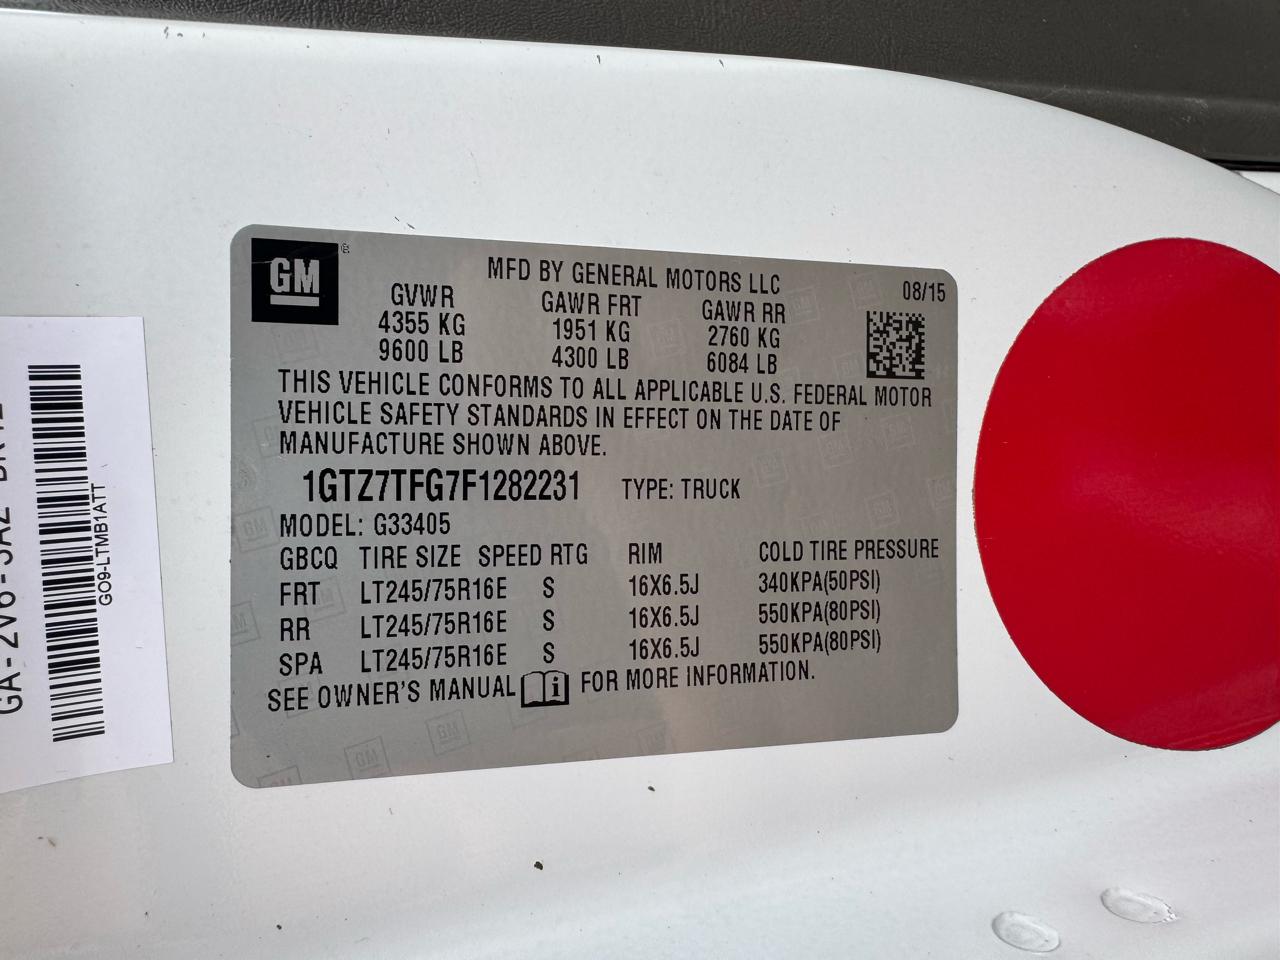 GM
MFD BY GENERAL MOTORS LLC
08/15
GVWR GAWR FRT GAWR RR
4355 KG 1951 KG 2760 KG
9600 LB 4300 LB 6084 LB
THIS VEHICLE CONFORMS TO ALL APPLICABLE U.S. FEDERAL MOTOR
VEHICLE SAFETY STANDARDS IN EFFECT ON THE DATE OF
MANUFACTURE SHOWN ABOVE.
1GTZ7TFG7F1282231 TYPE: TRUCK
MODEL: G33405
GBCQ TIRE SIZE SPEED RTG RIM COLD TIRE PRESSURE
FRT LT245/75R16E S 16X6.5J 340KPA(50PSI)
RR LT245/75R16E S 16X6.5J 550KPA(80PSI)
SPA LT245/75R16E S 16X6.5J 550KPA(80PSI)
SEE OWNER'S MANUAL i FOR MORE INFORMATION.
GO9-LTMB1ATT